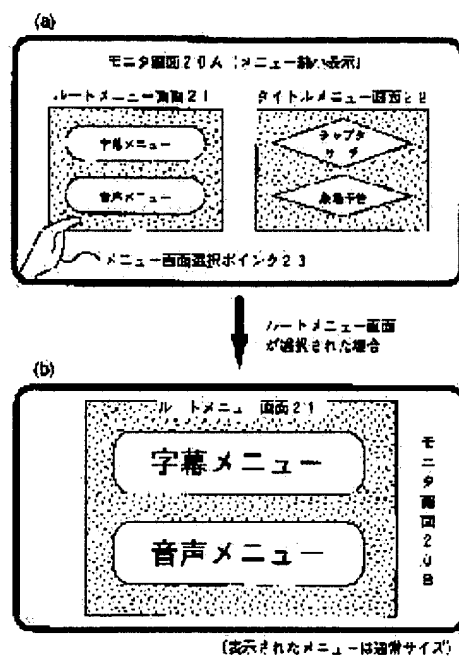 (a)
モニタ画面20A(メニュー縮小表示)
ルートメニュー画面21
タイトルメニュー画面22
字幕メニュー
音声メニュー
チャプタ
サーチ
メニュー画面選択ポインタ23
ルートメニュー画面
が選択された場合
(b)
ルートメニュー画面21
字幕メニュー
音声メニュー
モニタ画面20B
(表示されたメニューは通常サイズ)